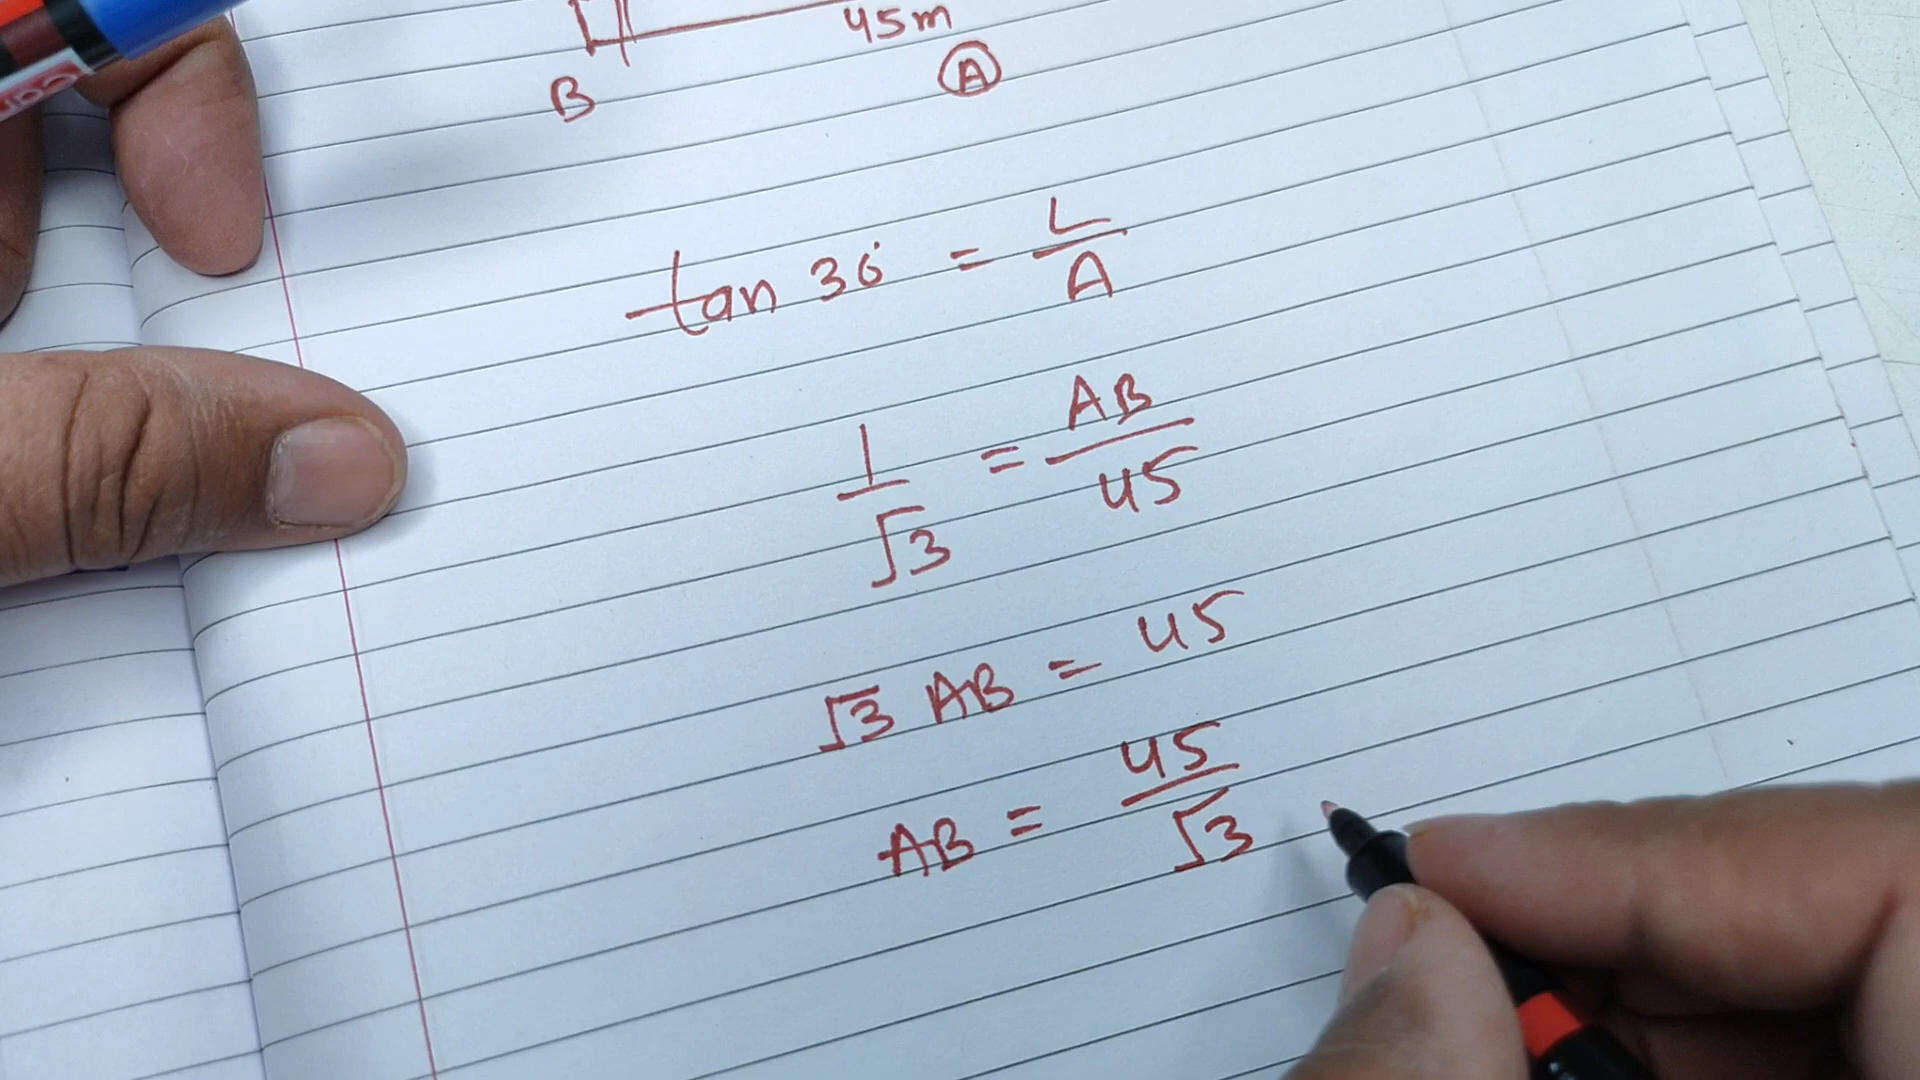 45m
B
A
tan 30° = L/A
1/√3 = AB/45
√3 AB = 45
AB = 45/√3